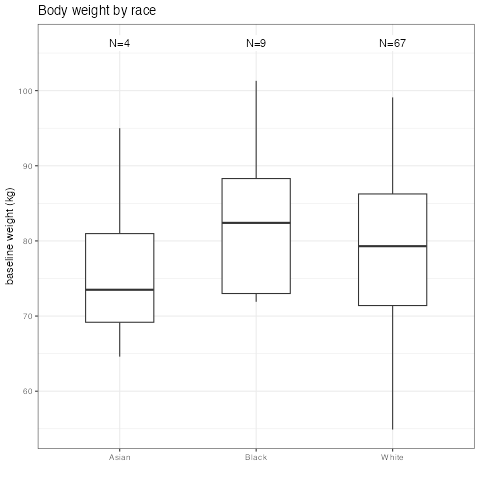 Body weight by race
N=4 N=9 N=67
100
90
80
70
60
baseline weight (kg)
Asian Black White